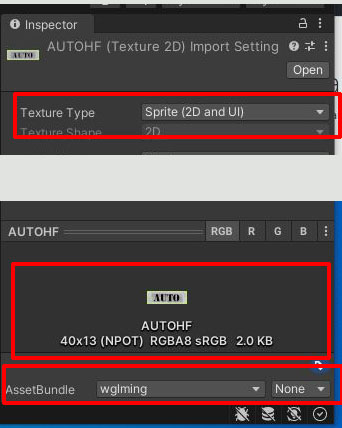 Inspector
AUTO
AUTOHF (Texture 2D) Import Setting
Open
Texture Type Sprite (2D and UI)
Texture Shape 2D
AUTOHF RGB R G B
AUTO
AUTOHF
40x13 (NPOT) RGBA8 sRGB 2.0 KB
AssetBundle wglming None